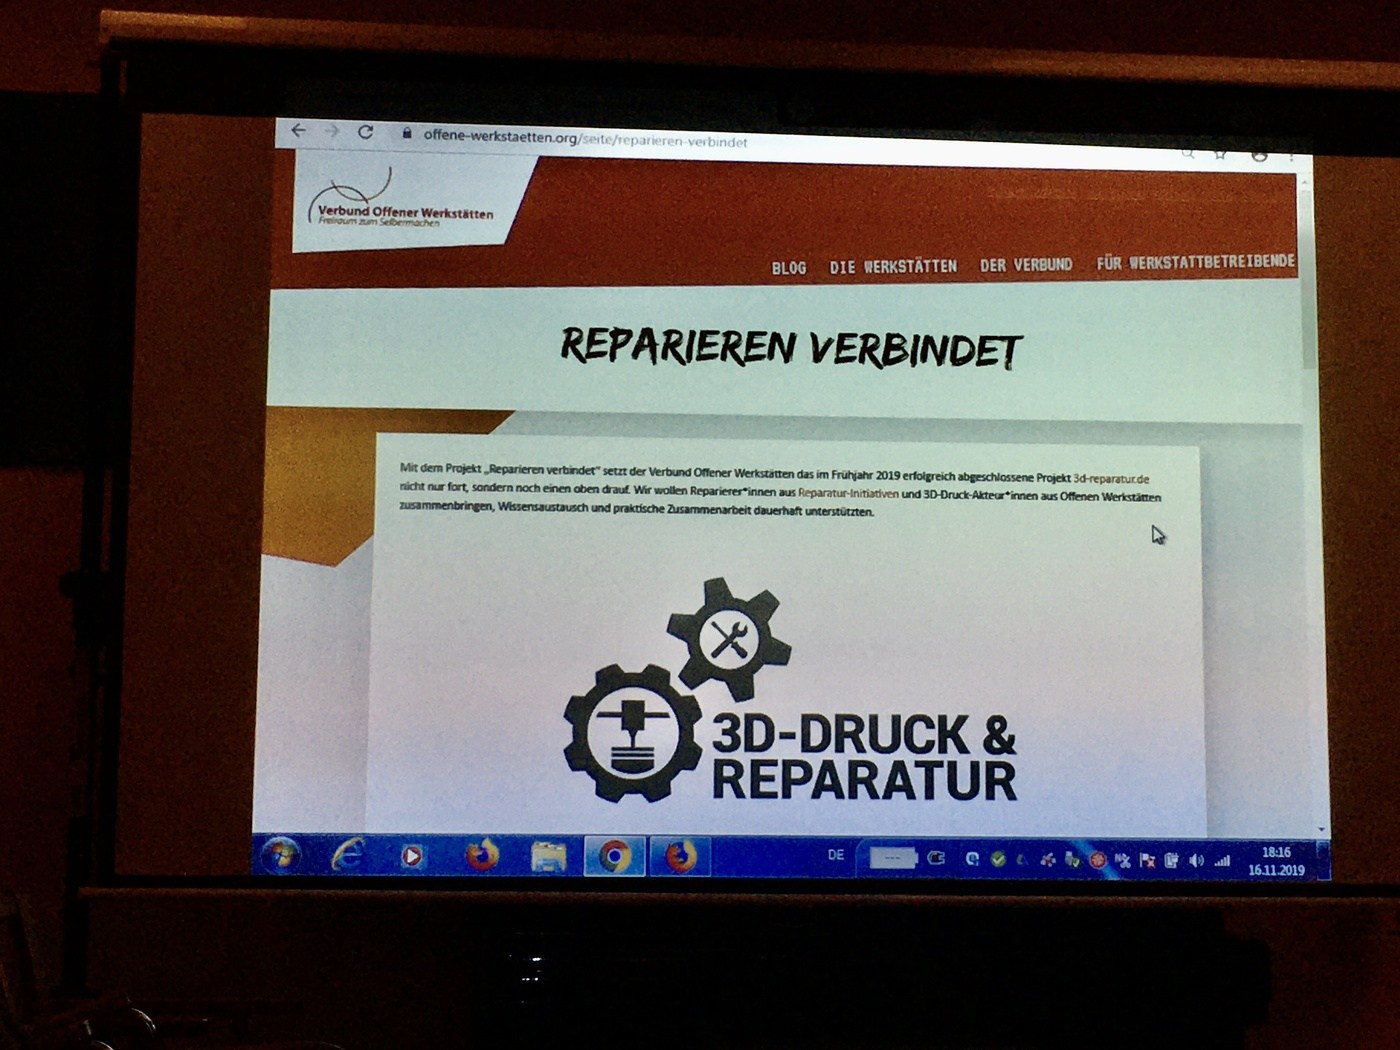 offene-werkstaetten.org/seite/reparieren-verbindet
Verbund Offener Werkstätten
Freiraum zum Selbermachen
BLOG DIE WERKSTÄTTEN DER VERBUND FÜR WERKSTATTBETREIBENDE
REPARIEREN VERBINDET
Mit dem Projekt „Reparieren verbindet" setzt der Verbund Offener Werkstätten das im Frühjahr 2019 erfolgreich abgeschlossene Projekt 3d-reparatur.de
nicht nur fort, sondern noch einen oben drauf. Wir wollen Reparierer*innen aus Reparatur-Initiativen und 3D-Druck-Akteur*innen aus Offenen Werkstätten
zusammenbringen, Wissensaustausch und praktische Zusammenarbeit dauerhaft unterstützten.
3D-DRUCK &
REPARATUR
DE
18:16
16.11.2019